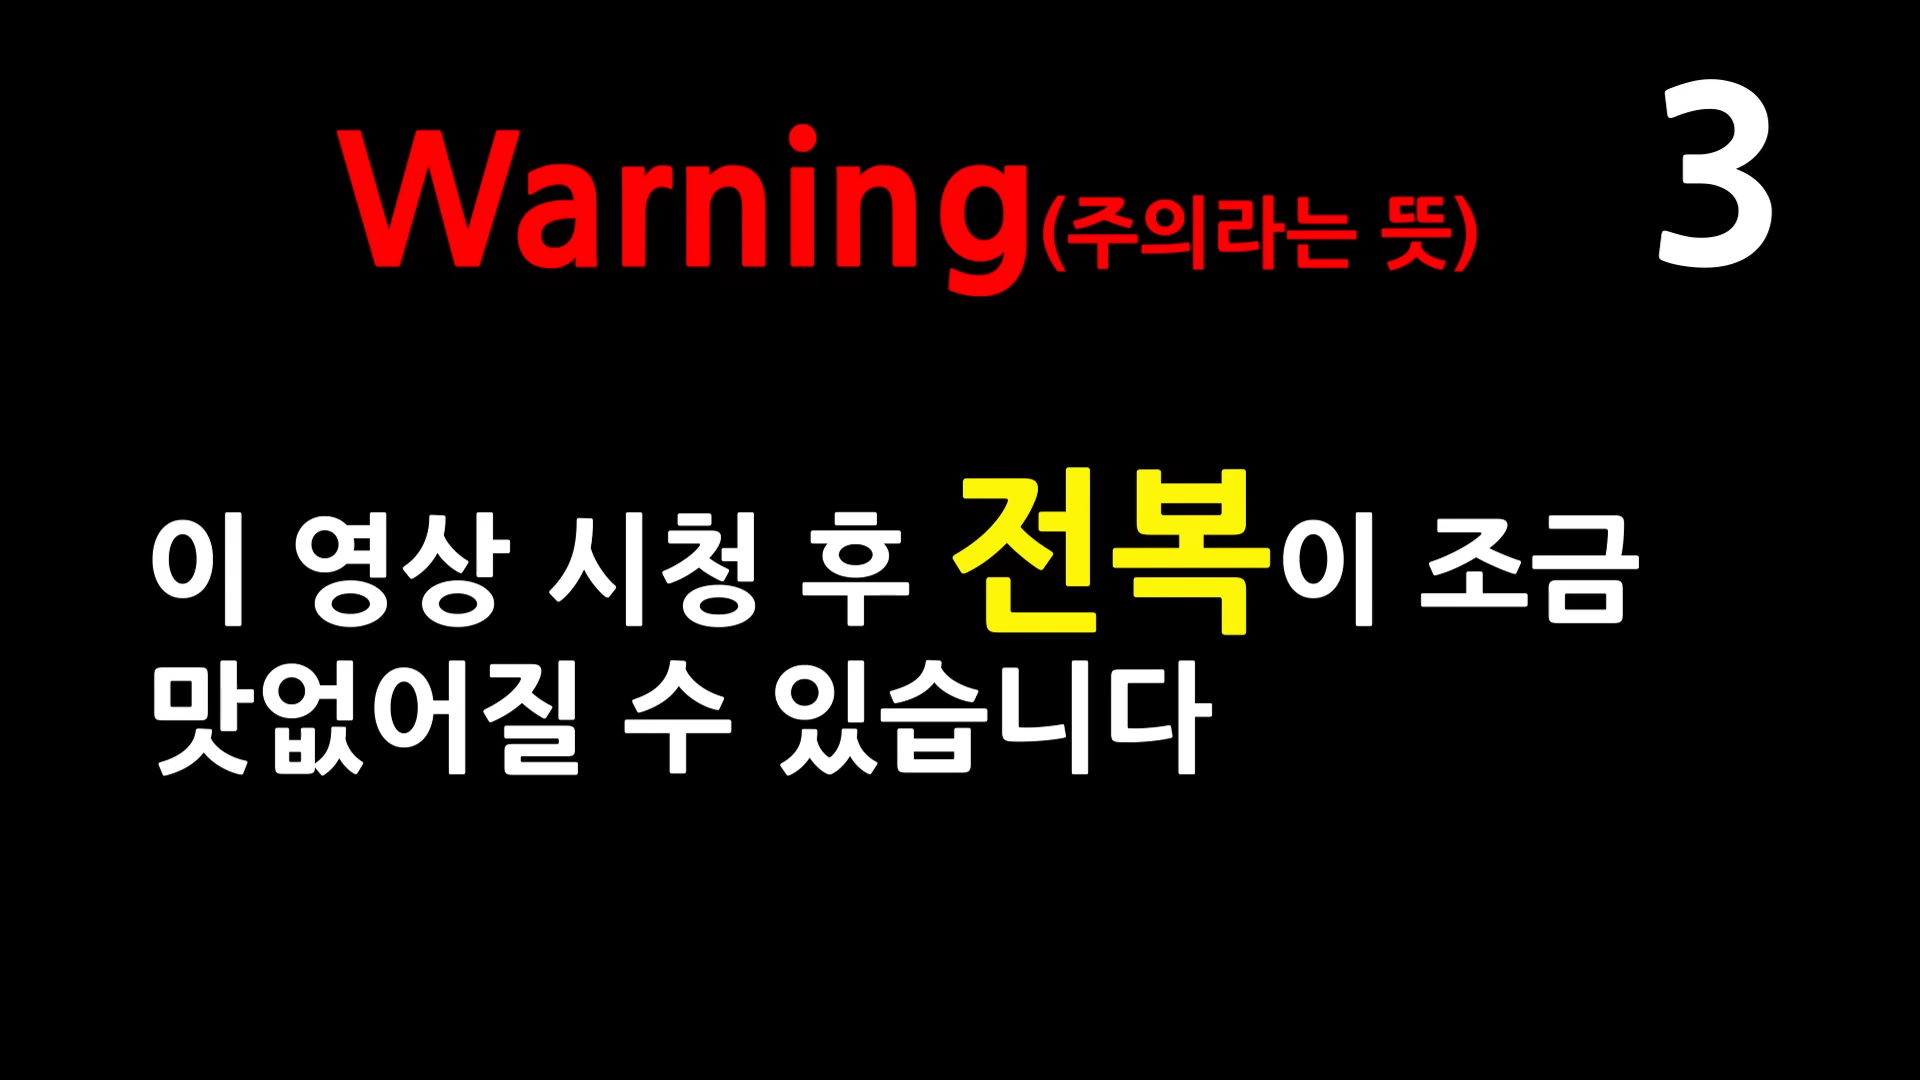 Warning(주의라는 뜻)
3
이 영상 시청 후 전복이 조금
맛없어질 수 있습니다